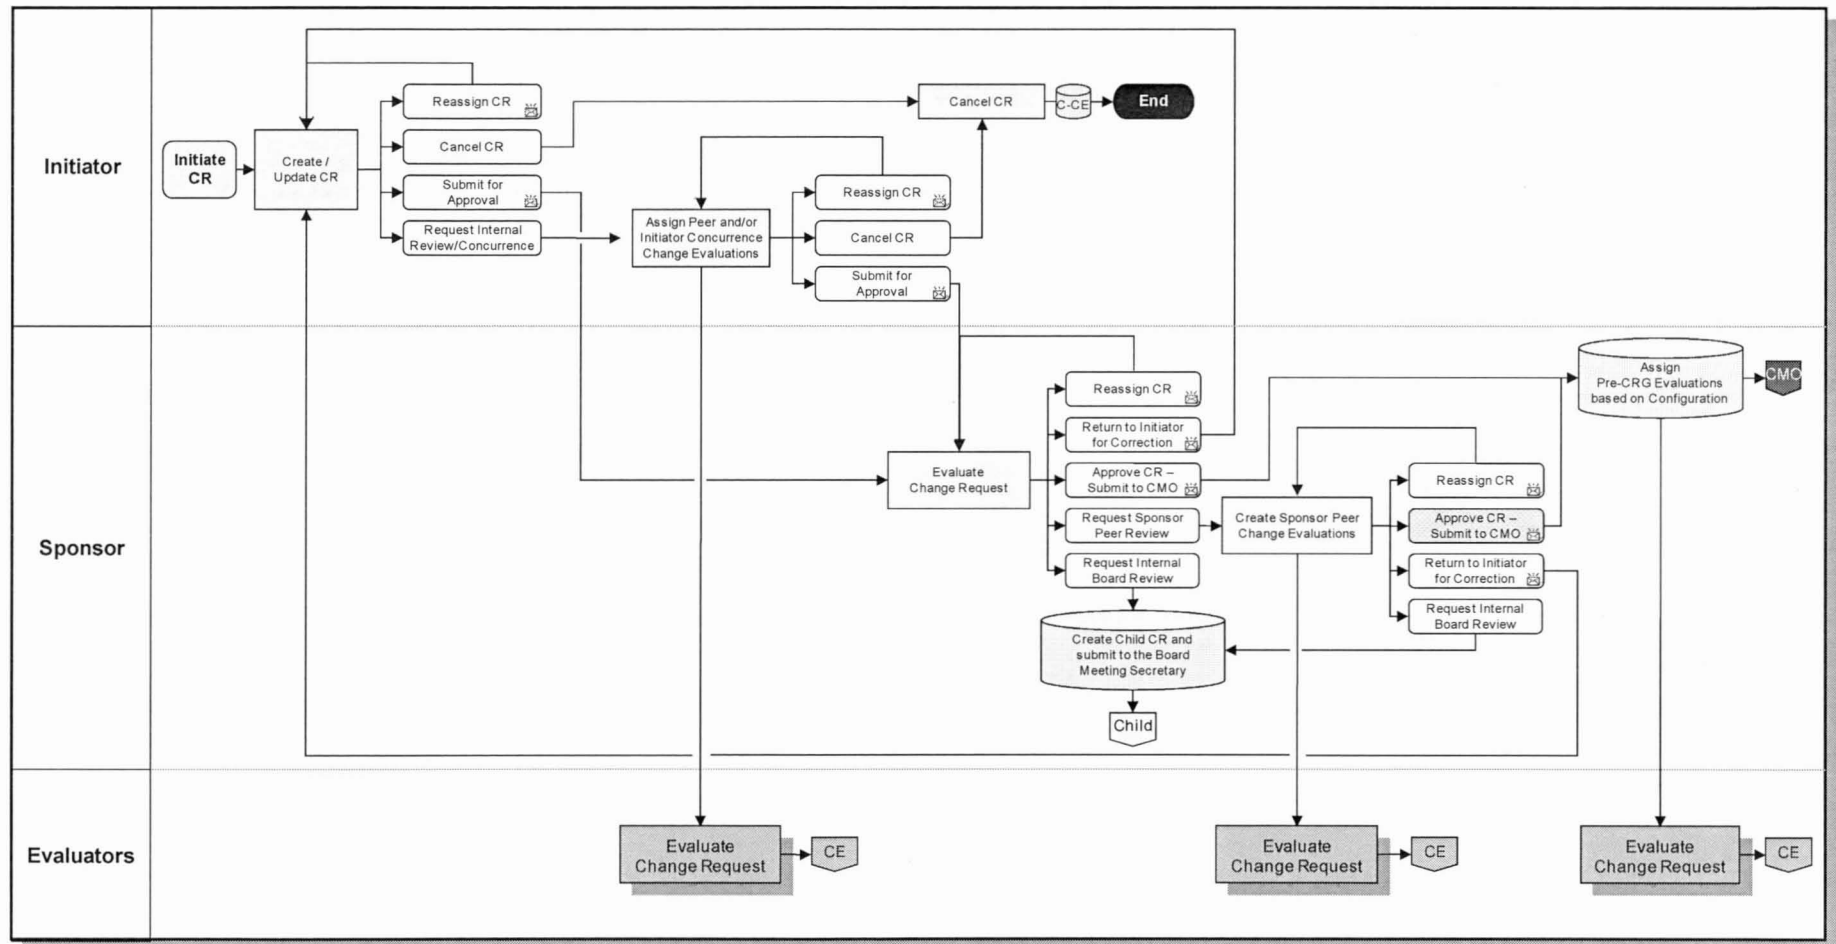 Initiator
Initiate
CR
Create /
Update CR
Reassign CR
Cancel CR
Submit for
Approval
Request Internal
Review/Concurrence
Assign Peer and/or
Initiator Concurrence
Change Evaluations
Reassign CR
Cancel CR
Submit for
Approval
Cancel CR
C-CE
End
Sponsor
Evaluate
Change Request
Reassign CR
Return to Initiator
for Correction
Approve CR –
Submit to CMO
Request Sponsor
Peer Review
Request Internal
Board Review
Create Child CR and
submit to the Board
Meeting Secretary
Child
Create Sponsor Peer
Change Evaluations
Reassign CR
Approve CR –
Submit to CMO
Return to Initiator
for Correction
Request Internal
Board Review
Assign
Pre-CRG Evaluations
based on Configuration
CMO
Evaluators
Evaluate
Change Request
CE
Evaluate
Change Request
CE
Evaluate
Change Request
CE